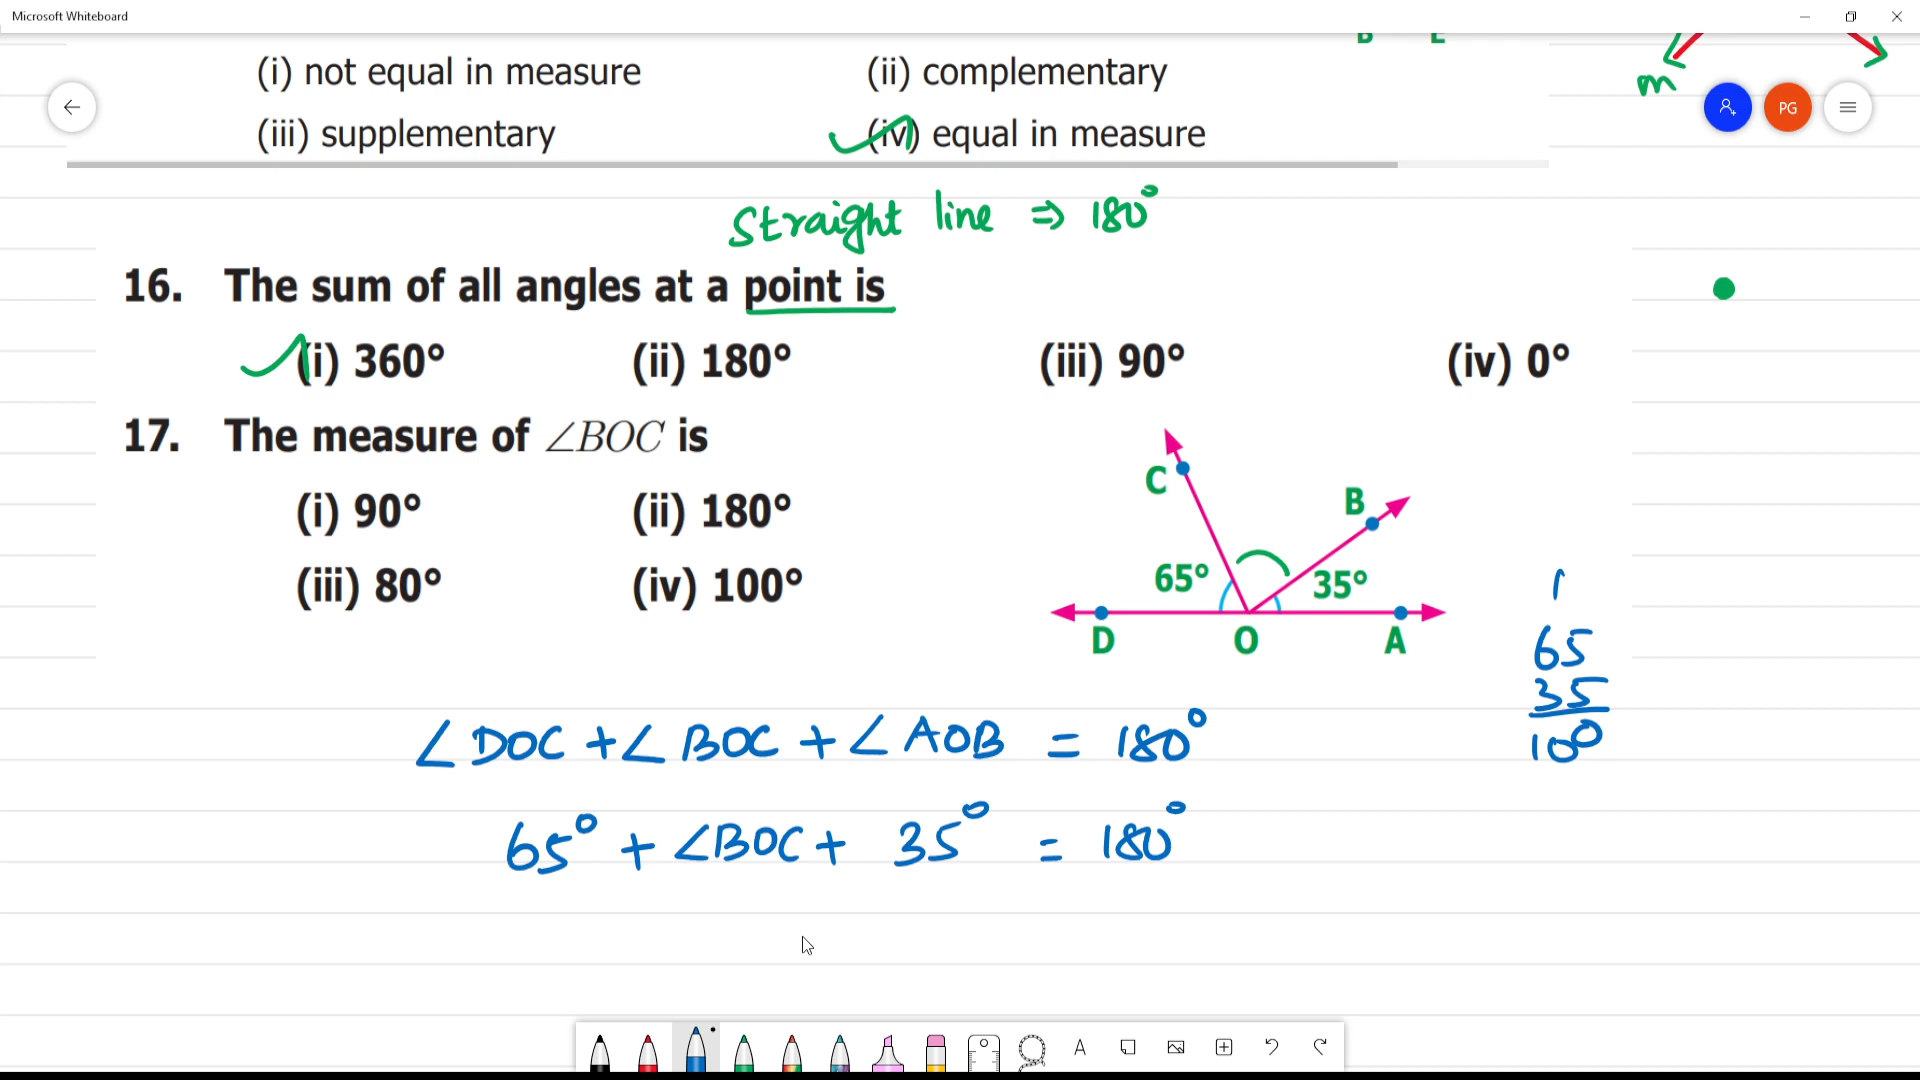 Microsoft Whiteboard
B E
(i) not equal in measure (ii) complementary
m
PG
(iii) supplementary (iv) equal in measure
Straight line ⇒ 180°
16. The sum of all angles at a point is
(i) 360° (ii) 180° (iii) 90° (iv) 0°
17. The measure of ∠BOC is
(i) 90° (ii) 180°
(iii) 80° (iv) 100°
C B
65° 35°
D O A
1
65
35
100
∠DOC + ∠BOC + ∠AOB = 180°
65° + ∠BOC + 35° = 180°
A